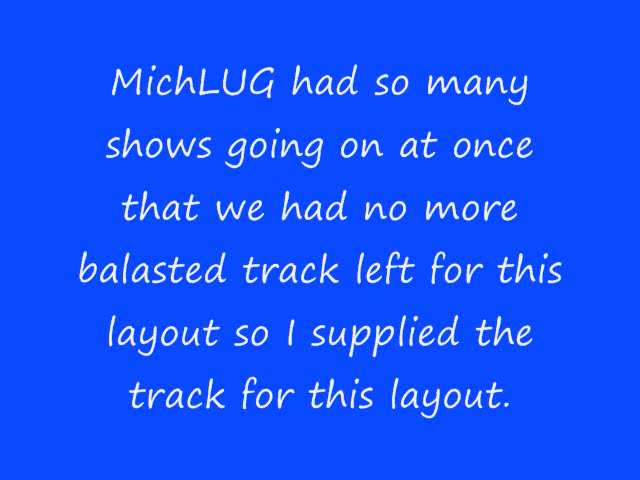 MichLUG had so many
shows going on at once
that we had no more
balasted track left for this
layout so I supplied the
track for this layout.